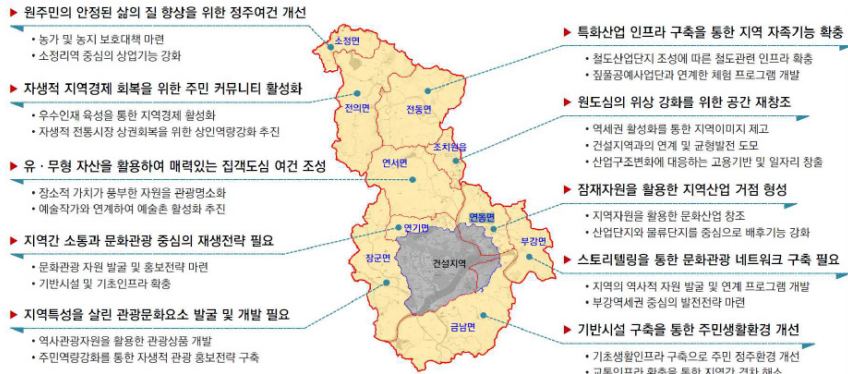 ▶ 원주민의 안정된 삶의 질 향상을 위한 정주여건 개선
• 농가 및 농지 보호대책 마련
• 소정리역 중심의 상업기능 강화
▶ 자생적 지역경제 회복을 위한 주민 커뮤니티 활성화
• 우수인재 육성을 통한 지역경제 활성화
• 자생적 전통시장 상권회복을 위한 상인역량강화 추진
▶ 유·무형 자산을 활용하여 매력있는 집객도심 여건 조성
• 장소적 가치가 풍부한 자원을 관광명소화
• 예술작가와 연계하여 예술촌 활성화 추진
▶ 지역간 소통과 문화관광 중심의 재생전략 필요
• 문화관광 자원 발굴 및 홍보전략 마련
• 기반시설 및 기초인프라 확충
▶ 지역특성을 살린 관광문화요소 발굴 및 개발 필요
• 역사관광자원을 활용한 관광상품 개발
• 주민역량강화를 통한 자생적 관광 홍보전략 구축
소정면
전의면
전동면
조치원읍
연서면
연기면
연동면
장군면
건설지역
부강면
금남면
▶ 특화산업 인프라 구축을 통한 지역 자족기능 확충
• 철도산업단지 조성에 따른 철도관련 인프라 확충
• 짚풀공예사업단과 연계한 체험 프로그램 개발
▶ 원도심의 위상 강화를 위한 공간 재창조
• 역세권 활성화를 통한 지역이미지 제고
• 건설지역과의 연계 및 균형발전 도모
• 산업구조변화에 대응하는 고용기반 및 일자리 창출
▶ 잠재자원을 활용한 지역산업 거점 형성
• 지역자원을 활용한 문화산업 창조
• 산업단지와 물류단지를 중심으로 배후기능 강화
▶ 스토리텔링을 통한 문화관광 네트워크 구축 필요
• 지역의 역사적 자원 발굴 및 연계 프로그램 개발
• 부강역세권 중심의 발전전략 마련
▶ 기반시설 구축을 통한 주민생활환경 개선
• 기초생활인프라 구축으로 주민 정주환경 개선
• 교통인프라 확충을 통한 지역간 격차 해소